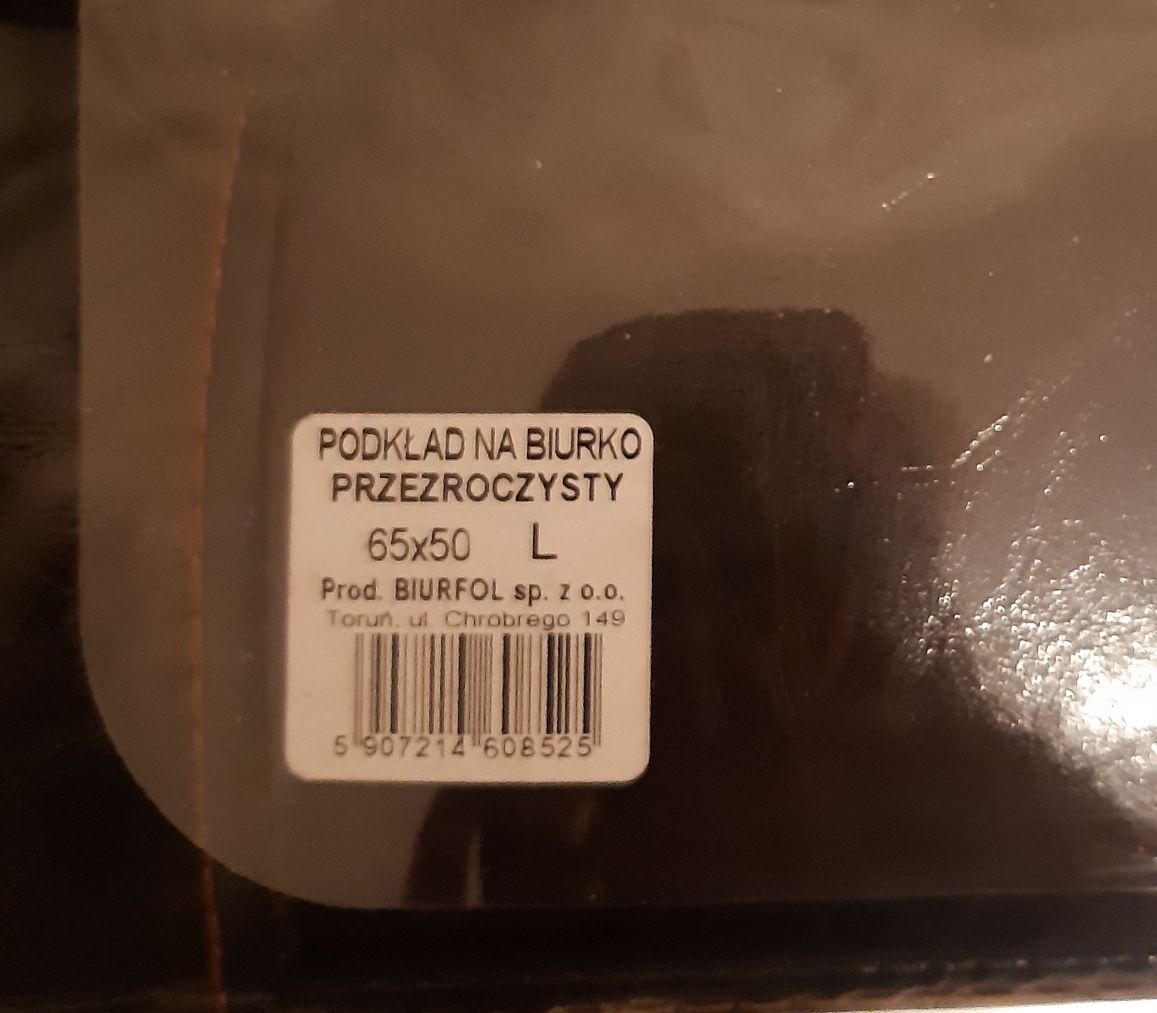 PODKŁAD NA BIURKO
PRZEZROCZYSTY
65x50 L
Prod. BIURFOL sp. z o.o.
Toruń, ul. Chrobrego 149
5 907214 608525